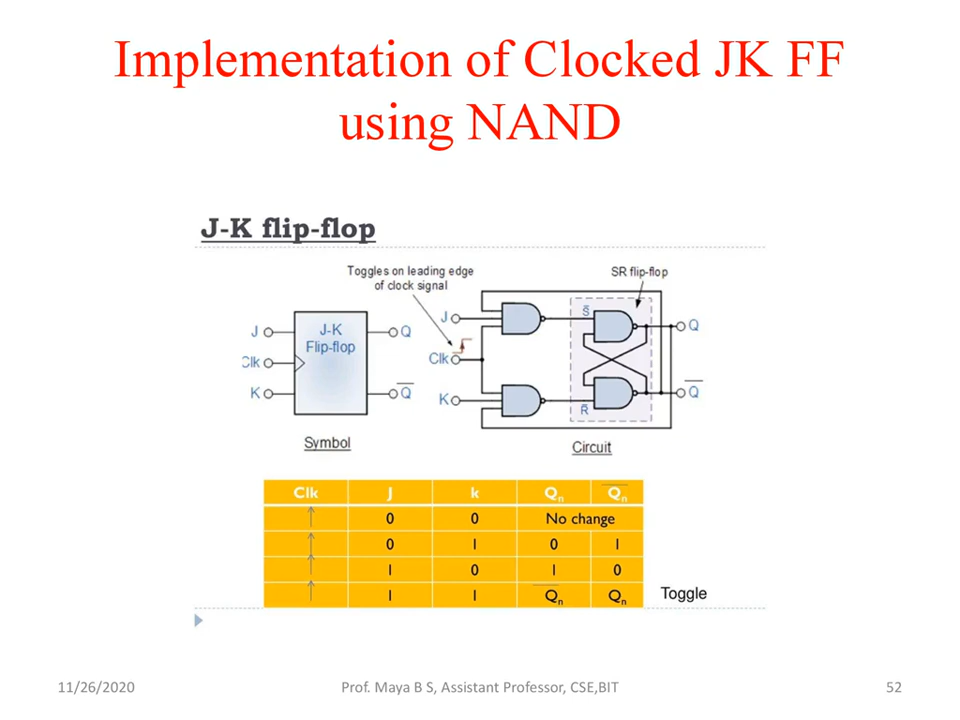 Implementation of Clocked JK FF
using NAND
J-K flip-flop
Toggles on leading edge
of clock signal
SR flip-flop
J
J-K
Flip-flop
Q
Clk
K
Q̅
Symbol
J
Clk
K
S̅
R̅
Q
Q̅
Circuit
Clk J k Qn Q̅n
↑ 0 0 No change
↑ 0 1 0 1
↑ 1 0 1 0
↑ 1 1 Q̅n Qn Toggle
11/26/2020 Prof. Maya B S, Assistant Professor, CSE,BIT 52